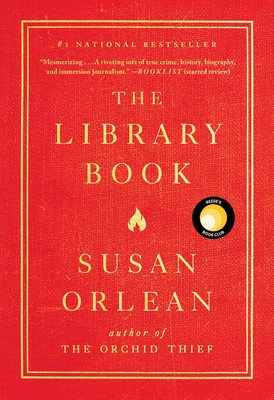 #1 NATIONAL BESTSELLER
"Mesmerizing . . . A riveting mix of true crime, history, biography,
and immersion journalism." —BOOKLIST (starred review)
THE
LIBRARY
BOOK
REESE'S
BOOK CLUB
SUSAN
ORLEAN
author of
THE ORCHID THIEF